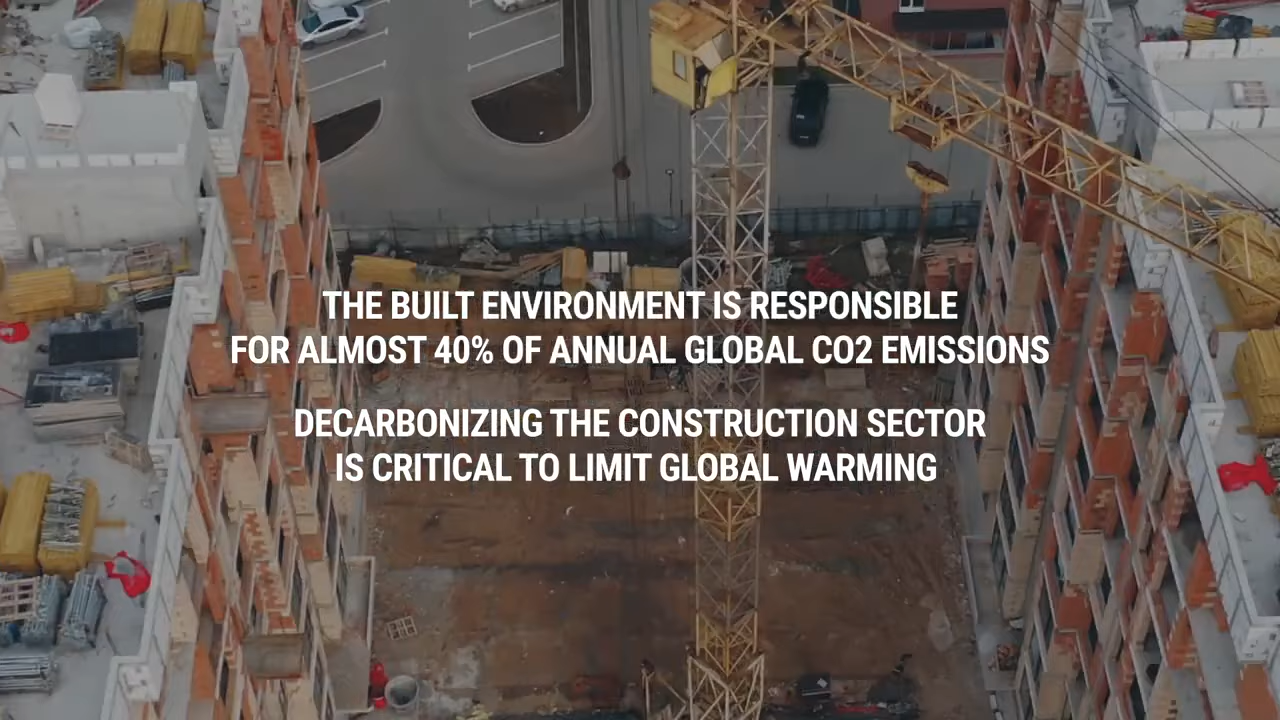 THE BUILT ENVIRONMENT IS RESPONSIBLE
FOR ALMOST 40% OF ANNUAL GLOBAL CO2 EMISSIONS
DECARBONIZING THE CONSTRUCTION SECTOR
IS CRITICAL TO LIMIT GLOBAL WARMING